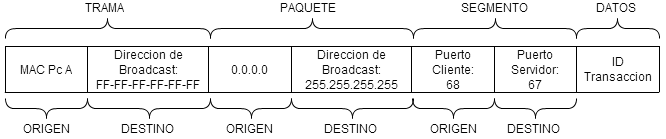 TRAMA PAQUETE SEGMENTO DATOS
MAC Pc A
Direccion de
Broadcast:
FF-FF-FF-FF-FF-FF
0.0.0.0
Direccion de
Broadcast:
255.255.255.255
Puerto
Cliente:
68
Puerto
Servidor:
67
ID
Transaccion
ORIGEN DESTINO ORIGEN DESTINO ORIGEN DESTINO